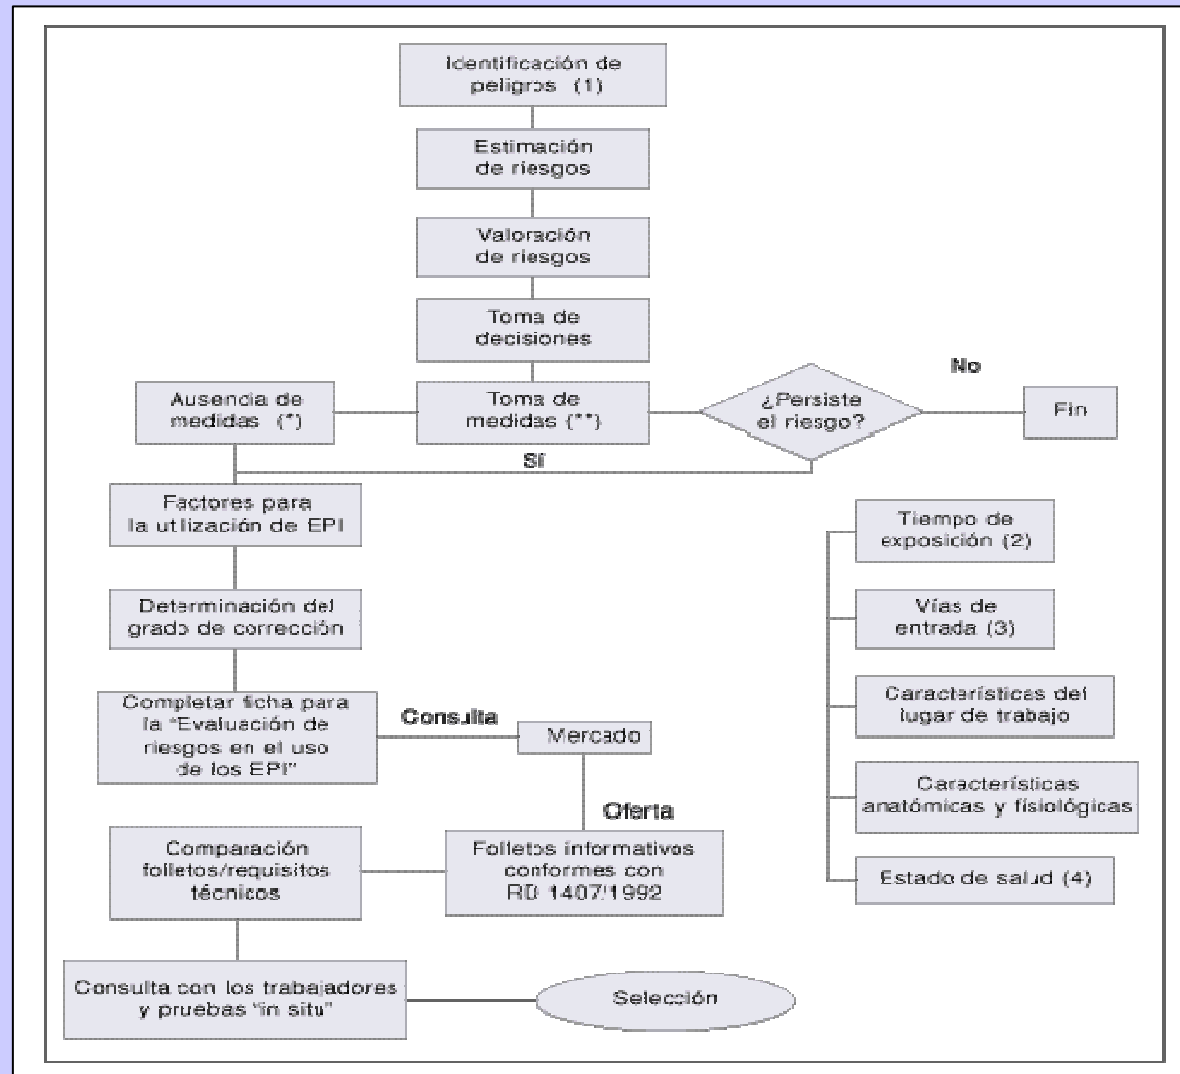 Identificación de
peligros (1)
Estimación
de riesgos
Valoración
de riesgos
Toma de
decisiones
Ausencia de
medidas (*)
Toma de
medidas (**)
¿Persiste
el riesgo?
No
Fin
Sí
Factores para
la utilización de EPI
Determinación del
grado de corrección
Completar ficha para
la "Evaluación de
riesgos en el uso
de los EPI"
Consulta
Mercado
Oferta
Folletos informativos
conformes con
RD 1407/1992
Comparación
folletos/requisitos
técnicos
Consulta con los trabajadores
y pruebas "in situ"
Selección
Tiempo de
exposición (2)
Vías de
entrada (3)
Características del
lugar de trabajo
Características
anatómicas y fisiológicas
Estado de salud (4)